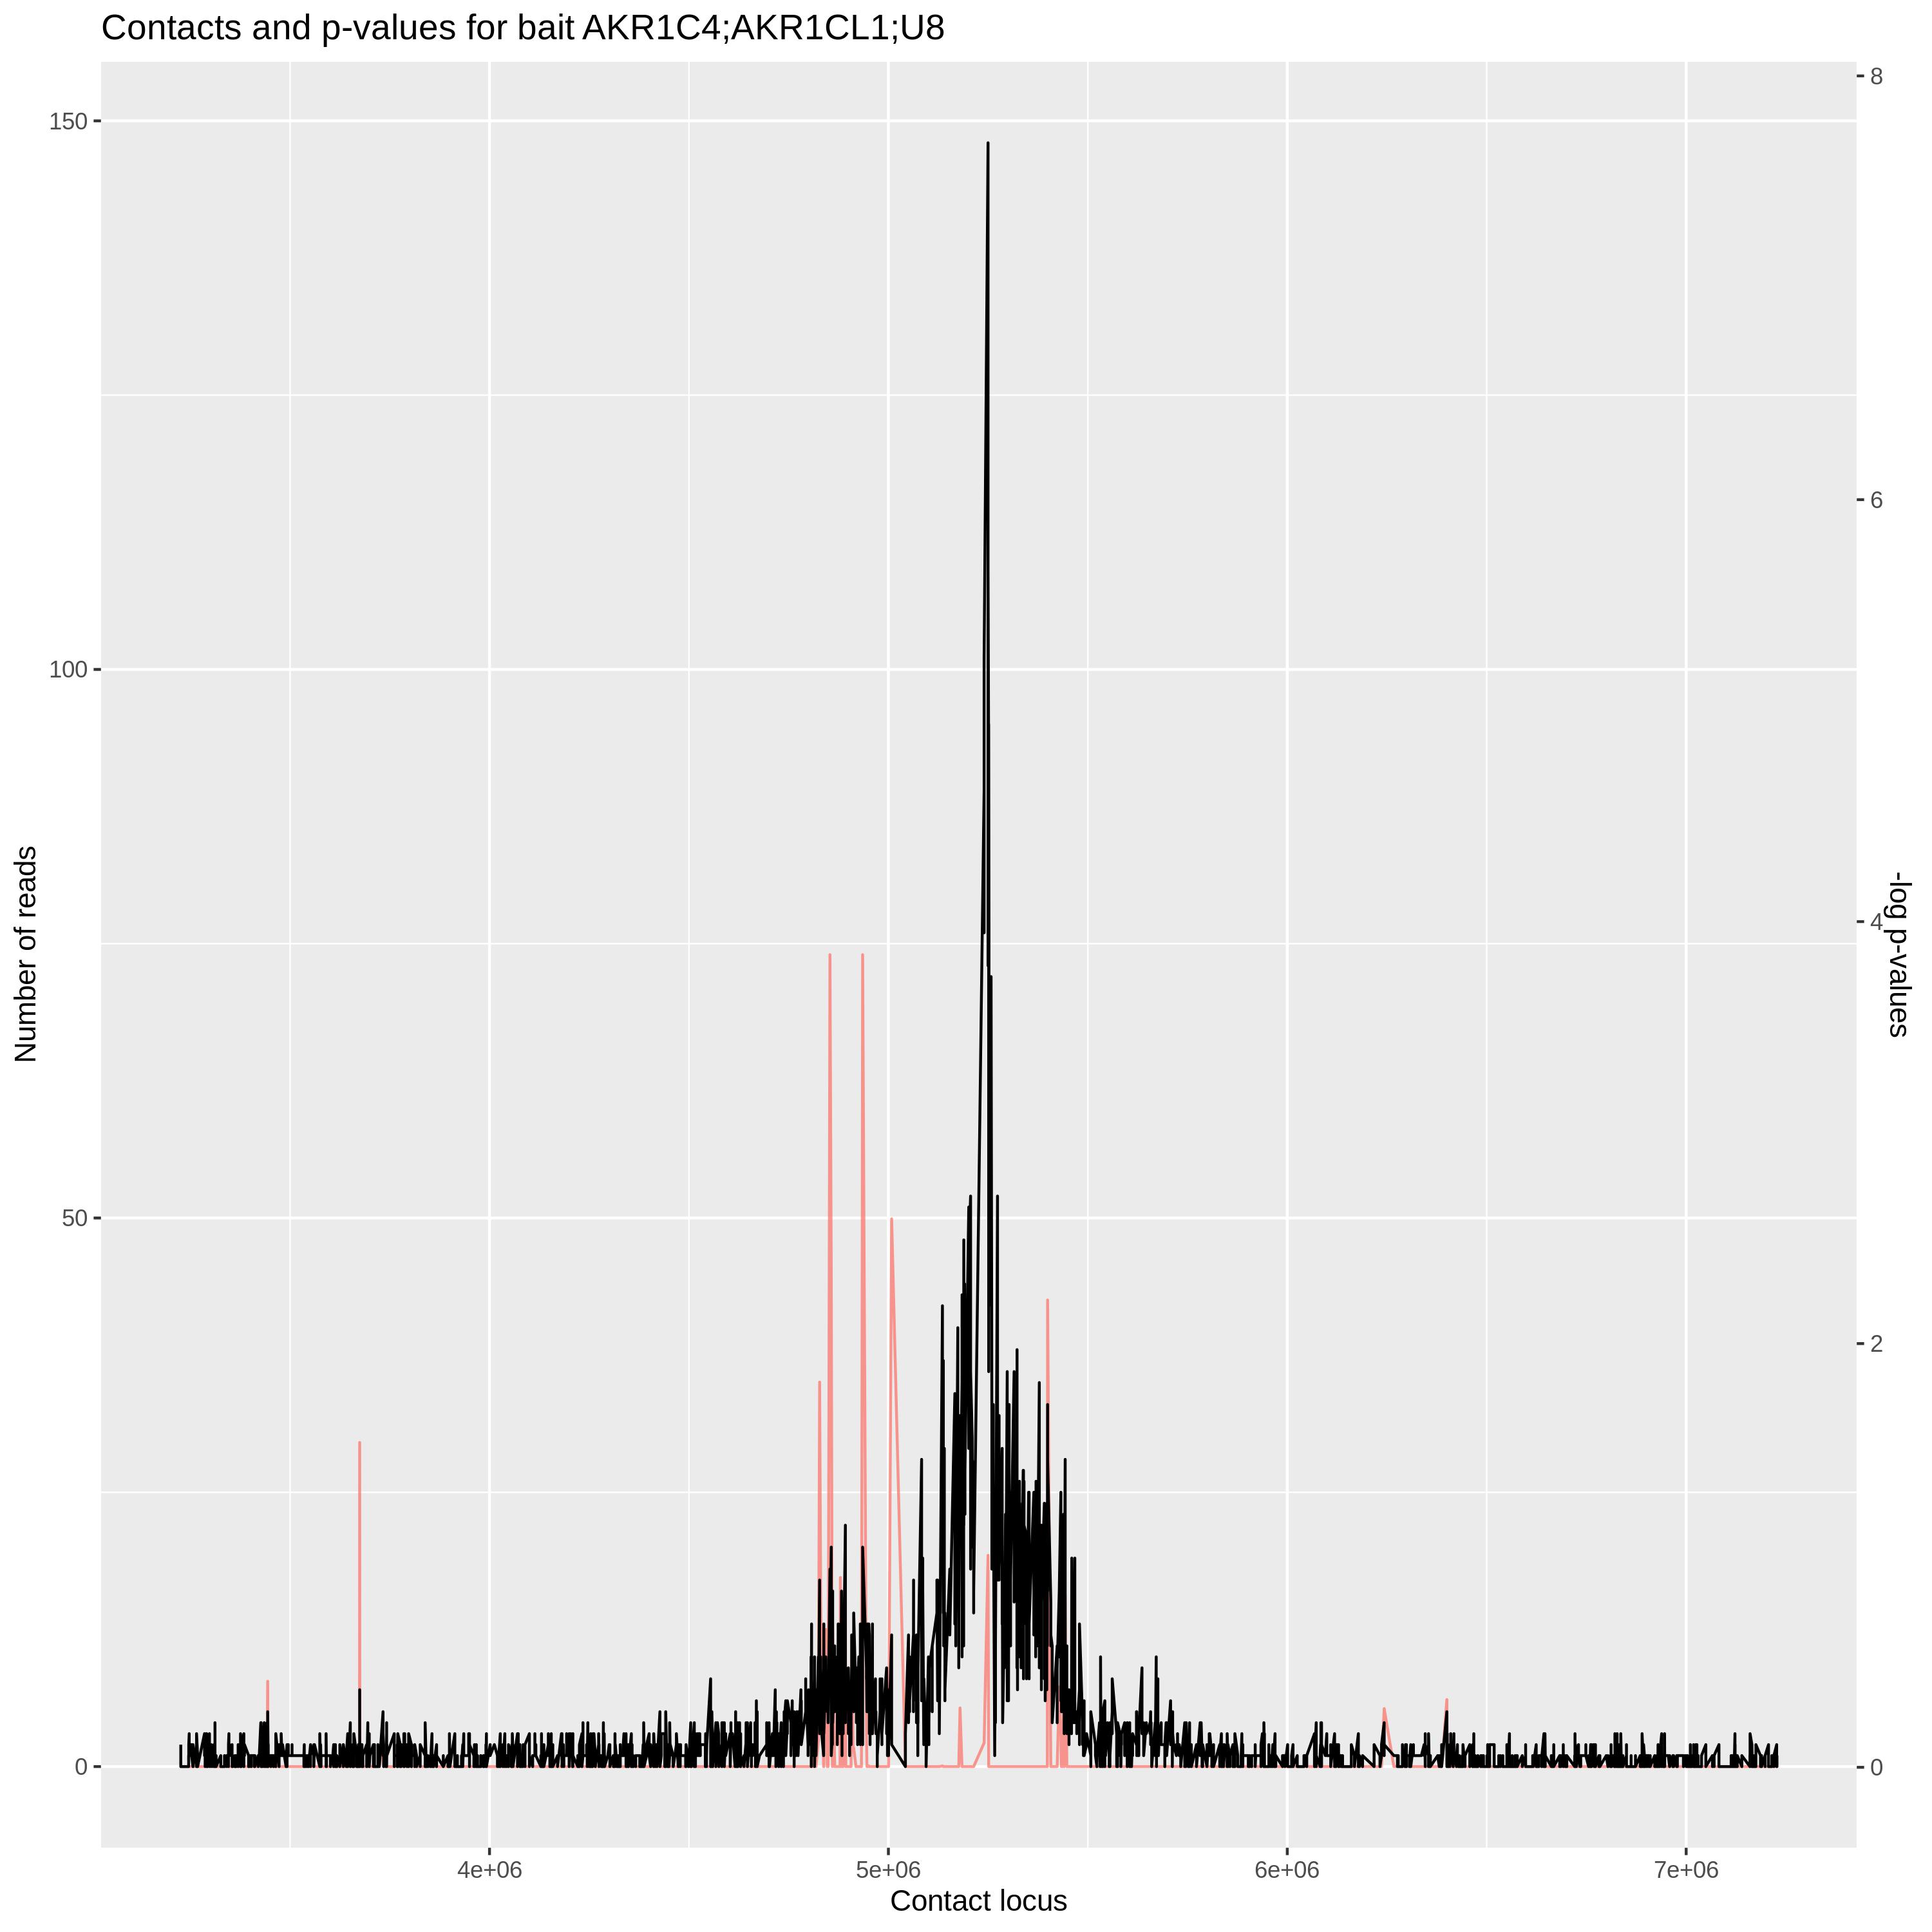 Contacts and p-values for bait AKR1C4;AKR1CL1;U8
150
100
50
0
Number of reads
8
6
4
2
0
-log p-values
4e+06
5e+06
6e+06
7e+06
Contact locus